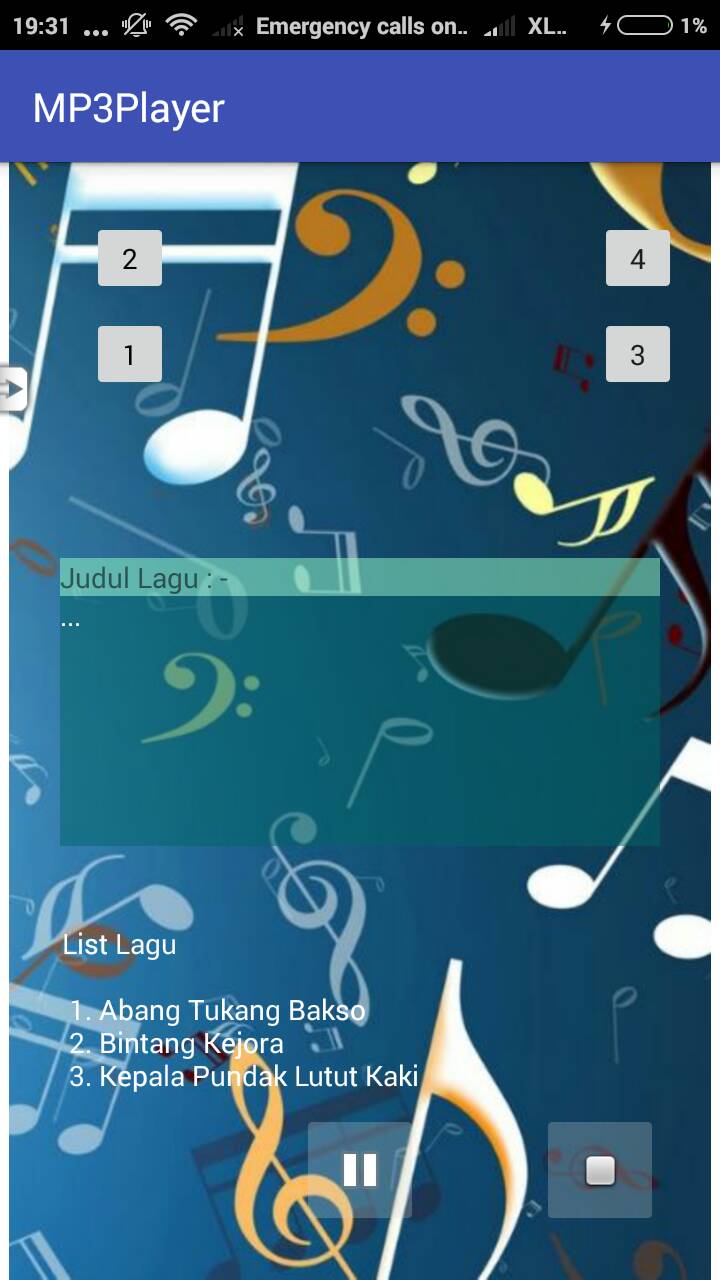 19:31 ... Emergency calls on.. XL.. 1%
MP3Player
2 4
1 3
Judul Lagu : -
...
List Lagu
1. Abang Tukang Bakso
2. Bintang Kejora
3. Kepala Pundak Lutut Kaki